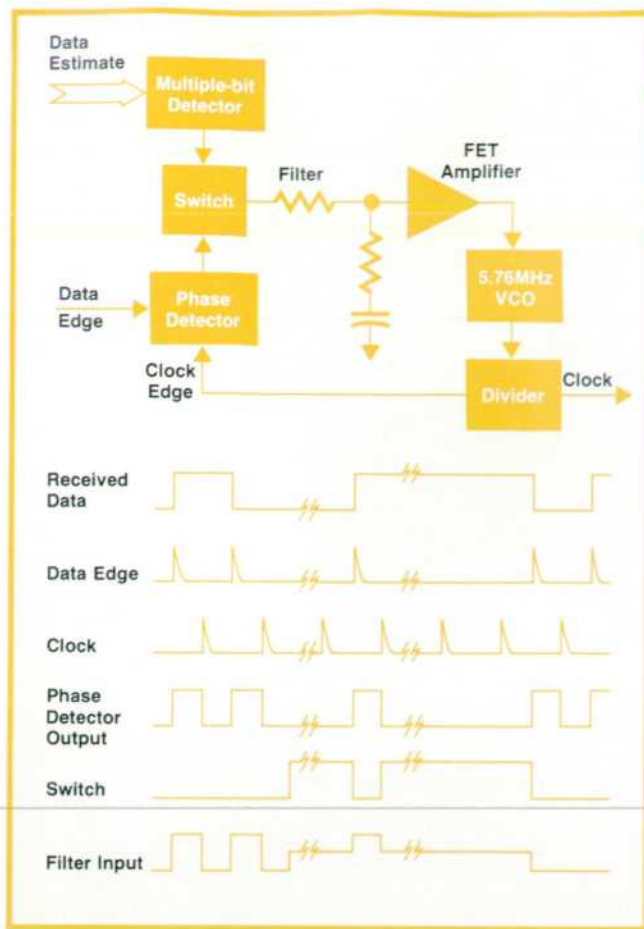 Data
Estimate
Multiple-bit
Detector
FET
Amplifier
Filter
Switch
5.76MHz
VCO
Data
Edge
Phase
Detector
Clock
Edge
Divider
Clock
Received
Data
Data Edge
Clock
Phase
Detector
Output
Switch
Filter Input